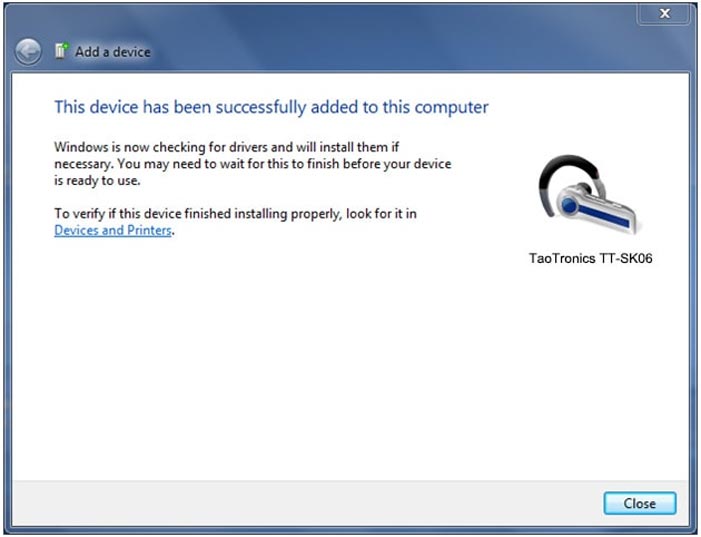 Add a device
This device has been successfully added to this computer
Windows is now checking for drivers and will install them if
necessary. You may need to wait for this to finish before your device
is ready to use.
To verify if this device finished installing properly, look for it in
Devices and Printers.
TaoTronics TT-SK06
Close